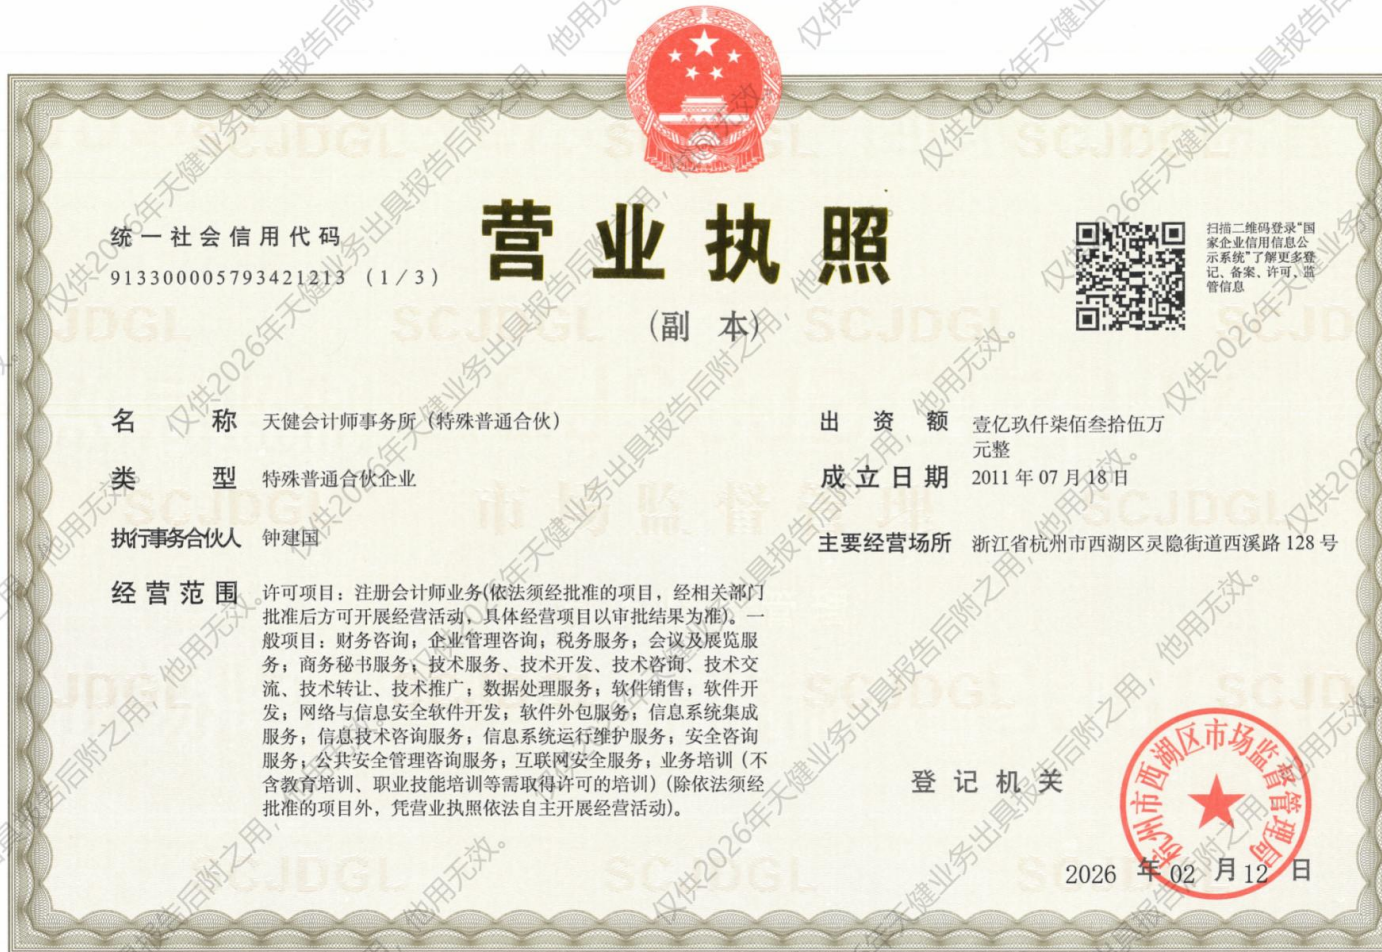 营业执照
(副 本)
统一社会信用代码
913300005793421213 (1/3)
扫描二维码登录“国
家企业信用信息公
示系统”了解更多登
记、备案、许可、监
管信息
名 称 天健会计师事务所（特殊普通合伙）
类 型 特殊普通合伙企业
执行事务合伙人 钟建国
经营范围 许可项目：注册会计师业务(依法须经批准的项目，经相关部门
批准后方可开展经营活动，具体经营项目以审批结果为准)。一
般项目：财务咨询；企业管理咨询；税务服务；会议及展览服
务；商务秘书服务；技术服务、技术开发、技术咨询、技术交
流、技术转让、技术推广；数据处理服务；软件销售；软件开
发；网络与信息安全软件开发；软件外包服务；信息系统集成
服务；信息技术咨询服务；信息系统运行维护服务；安全咨询
服务；公共安全管理咨询服务；互联网安全服务；业务培训（不
含教育培训、职业技能培训等需取得许可的培训）(除依法须经
批准的项目外，凭营业执照依法自主开展经营活动)。
出资额 壹亿玖仟柒佰叁拾伍万
元整
成立日期 2011 年 07 月 18 日
主要经营场所 浙江省杭州市西湖区灵隐街道西溪路 128 号
登记机关
杭州市西湖区市场监督管理局
2026 年 02 月 12 日
仅供2026年天健业务出具报告后附之用，他用无效。
SCJDGL
市场监督管理